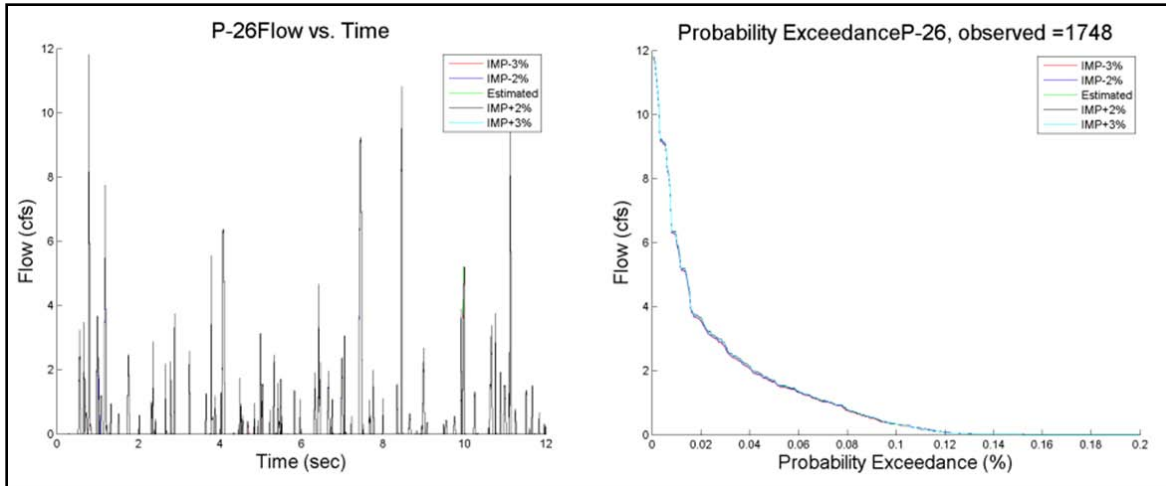 P-26Flow vs. Time
12
10
8
6
4
2
0
Flow (cfs)
IMP-3%
IMP-2%
Estimated
IMP+2%
IMP+3%
0 2 4 6 8 10 12
Time (sec)
Probability ExceedanceP-26, observed =1748
12
10
8
6
4
2
0
Flow (cfs)
IMP-3%
IMP-2%
Estimated
IMP+2%
IMP+3%
0 0.02 0.04 0.06 0.08 0.1 0.12 0.14 0.16 0.18 0.2
Probability Exceedance (%)